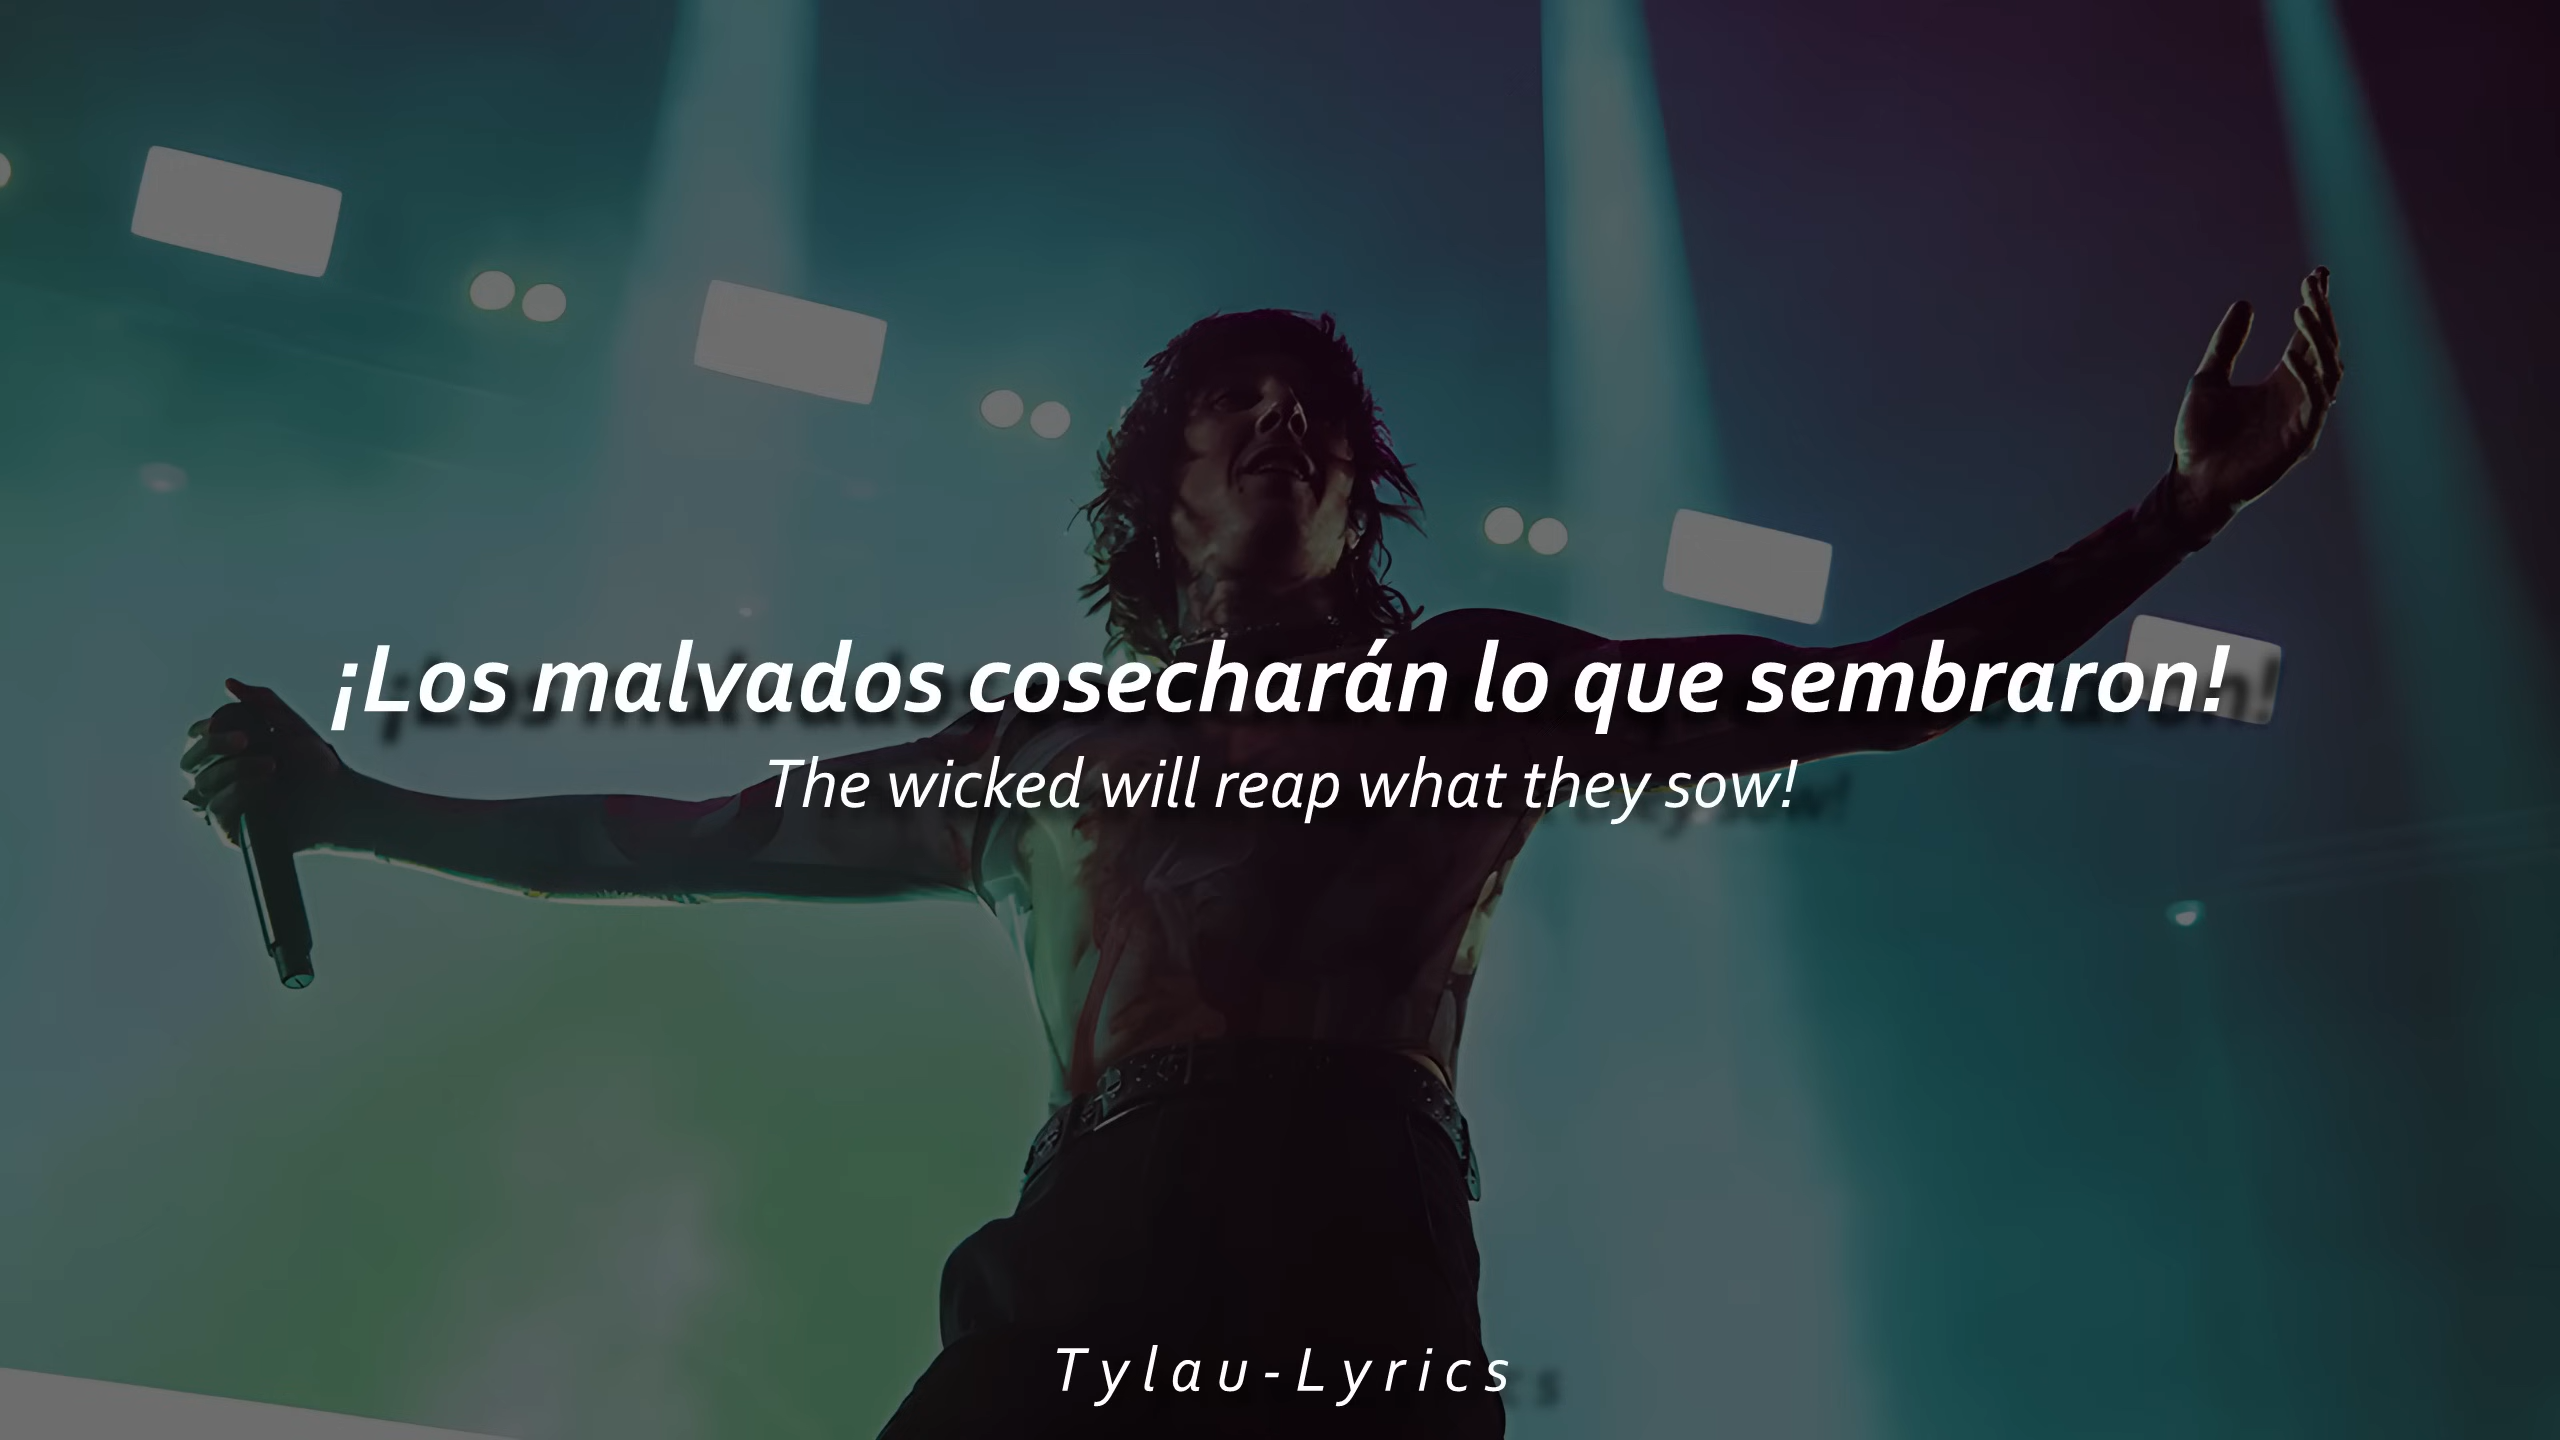 ¡Los malvados cosecharán lo que sembraron!
The wicked will reap what they sow!
Tylau-Lyrics